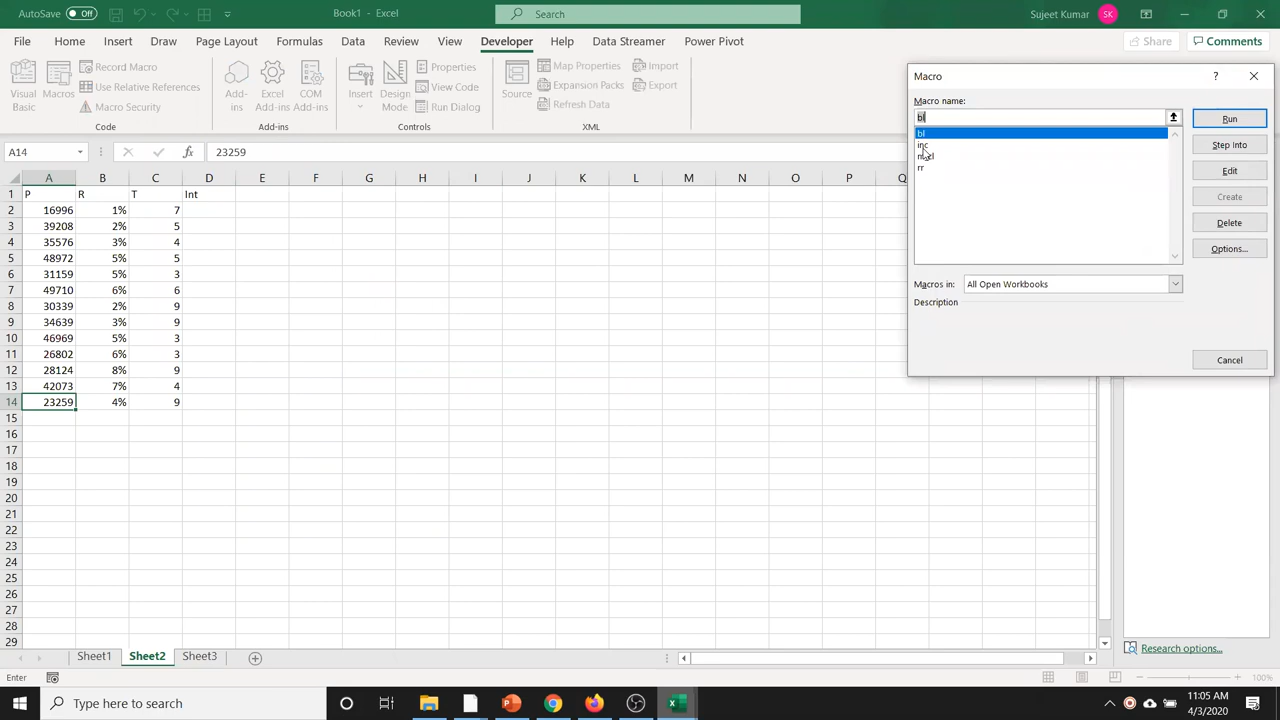 AutoSave Off Book1 - Excel Search Sujeet Kumar SK
File Home Insert Draw Page Layout Formulas Data Review View Developer Help Data Streamer Power Pivot Share Comments
Visual Basic Macros Record Macro Use Relative References Macro Security Code
Add-ins Excel Add-ins COM Add-ins Add-ins
Insert Design Mode Properties View Code Run Dialog Controls
Source Map Properties Expansion Packs Refresh Data Import Export XML
A14 fx 23259
A B C D E F G H I J K L M N O P Q
1 P R T Int
2 16996 1% 7
3 39208 2% 5
4 35576 3% 4
5 48972 5% 5
6 31159 5% 3
7 49710 6% 6
8 30339 2% 9
9 34639 3% 9
10 46969 5% 3
11 26802 6% 3
12 28124 8% 9
13 42073 7% 4
14 23259 4% 9
15
16
17
18
19
20
21
22
23
24
25
26
27
28
29
Macro ?
Macro name:
bl
bl
inc
rr
Run
Step Into
Edit
Create
Delete
Options...
Macros in: All Open Workbooks
Description
Cancel
Research options...
Sheet1 Sheet2 Sheet3
Enter 100%
Type here to search
11:05 AM
4/3/2020